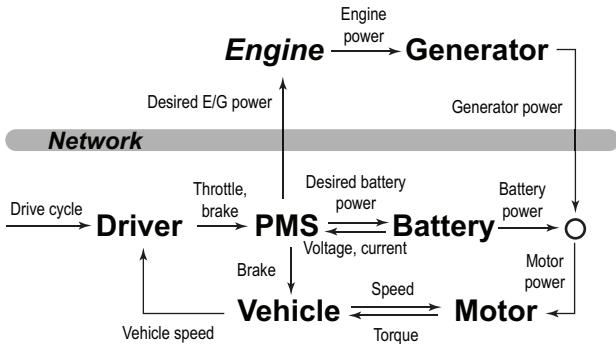 Engine
power
Engine
Generator
Desired E/G power
Generator power
Network
Drive cycle
Driver
Throttle,
brake
PMS
Desired battery
power
Voltage, current
Battery
Battery
power
Brake
Motor
power
Vehicle
Speed
Torque
Motor
Vehicle speed